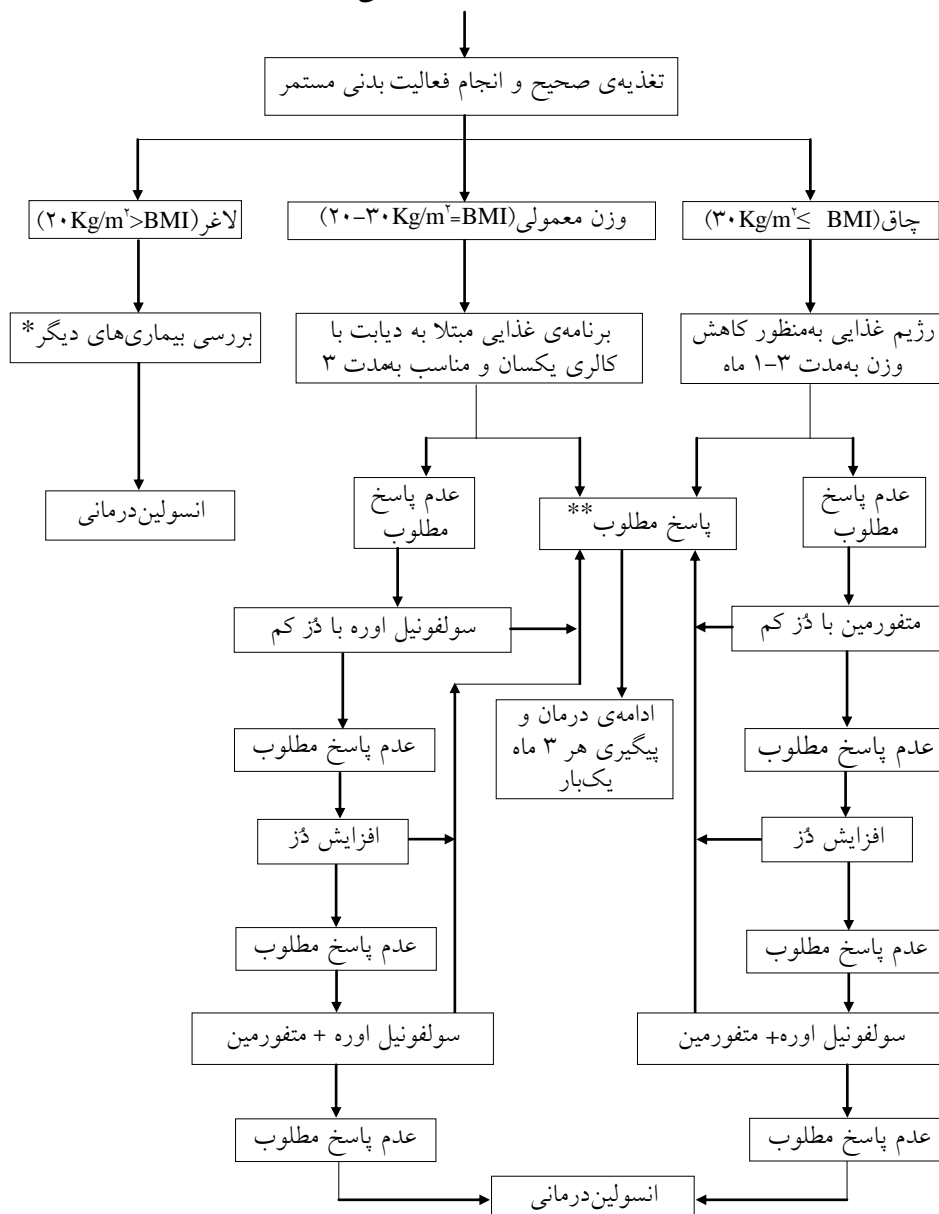 تغذیه‌ی صحیح و انجام فعالیت بدنی مستمر
چاق(BMI ≥۳۰Kg/m۲)
وزن معمولی(BMI=۲۰-۳۰Kg/m۲)
لاغر(BMI<۲۰Kg/m۲)
رژیم غذایی به‌منظور کاهش
وزن به‌مدت ۳-۱ ماه
برنامه‌ی غذایی مبتلا به دیابت با
کالری یکسان و مناسب به‌مدت ۳
بررسی بیماری‌های دیگر*
عدم پاسخ
مطلوب
پاسخ مطلوب**
عدم پاسخ
مطلوب
انسولین‌درمانی
متفورمین با دُز کم
سولفونیل اوره با دُز کم
عدم پاسخ مطلوب
ادامه‌ی درمان و
پیگیری هر ۳ ماه
یک‌بار
عدم پاسخ مطلوب
افزایش دُز
افزایش دُز
عدم پاسخ مطلوب
عدم پاسخ مطلوب
سولفونیل اوره+ متفورمین
سولفونیل اوره + متفورمین
عدم پاسخ مطلوب
عدم پاسخ مطلوب
انسولین‌درمانی